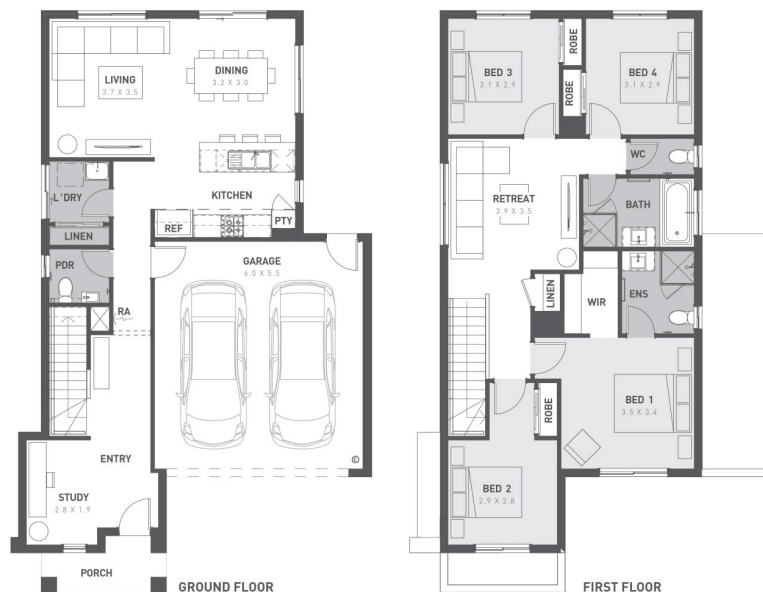 LIVING
3.7 X 3.5
DINING
3.2 X 3.0
KITCHEN
L'DRY
LINEN
REF
PTY
PDR
GARAGE
6.0 X 5.5
RA
ENTRY
STUDY
2.8 X 1.9
©
PORCH
GROUND FLOOR
BED 3
3.1 X 2.9
ROBE
ROBE
BED 4
3.1 X 2.9
WC
RETREAT
3.9 X 3.5
BATH
LINEN
WIR
ENS
BED 1
3.5 X 3.4
ROBE
BED 2
2.9 X 2.8
FIRST FLOOR